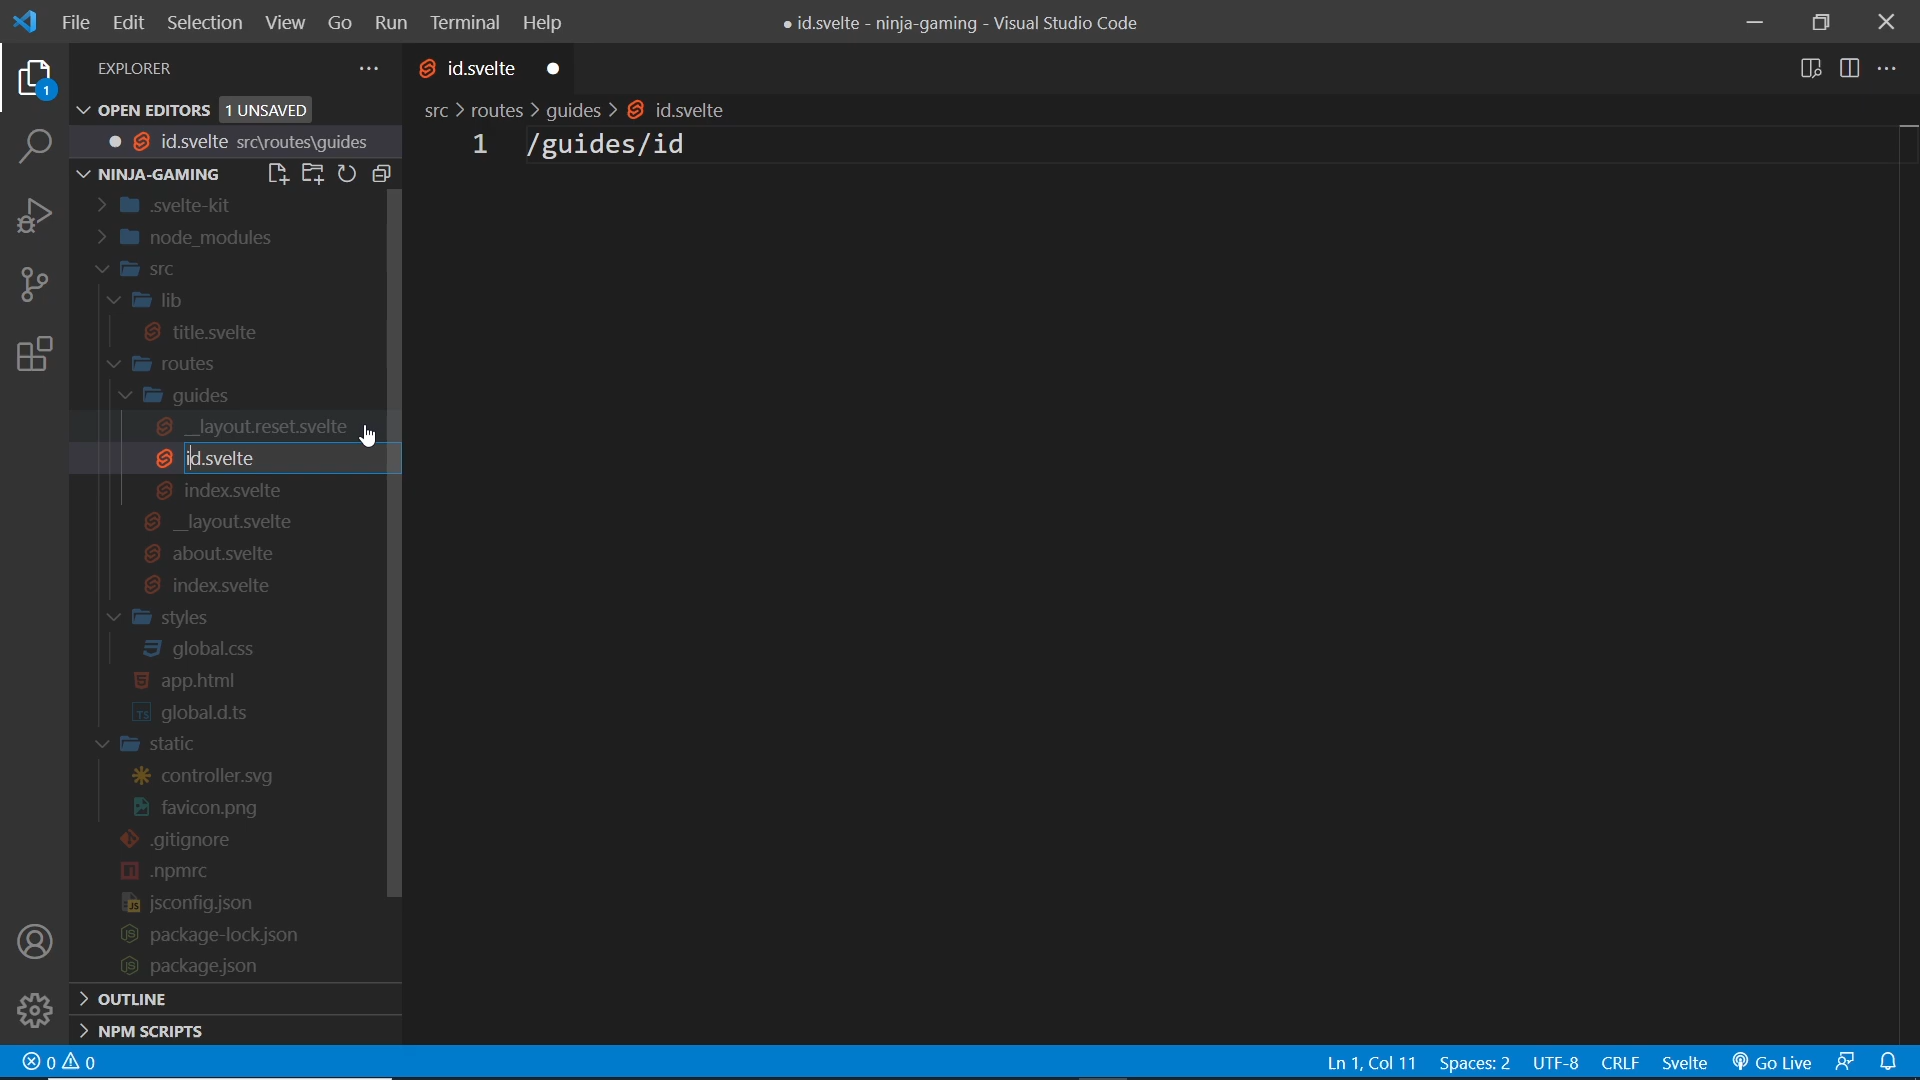 File Edit Selection View Go Run Terminal Help
● id.svelte - ninja-gaming - Visual Studio Code
EXPLORER
id.svelte
1
OPEN EDITORS 1 UNSAVED
src > routes > guides > id.svelte
id.svelte src\routes\guides
1 /guides/id
NINJA-GAMING
.svelte-kit
node_modules
src
lib
title.svelte
routes
guides
__layout.reset.svelte
id.svelte
index.svelte
__layout.svelte
about.svelte
index.svelte
styles
global.css
app.html
TS global.d.ts
static
controller.svg
favicon.png
.gitignore
.npmrc
JS jsconfig.json
package-lock.json
package.json
OUTLINE
NPM SCRIPTS
0 0
Ln 1, Col 11 Spaces: 2 UTF-8 CRLF Svelte Go Live